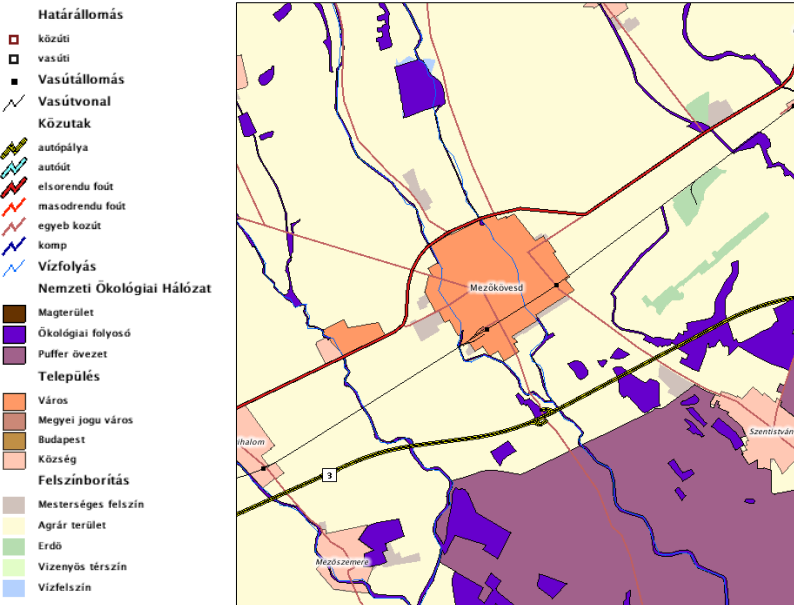 Határállomás
közúti
vasúti
Vasútállomás
Vasútvonal
Közutak
autópálya
autóút
elsorendu foút
masodrendu foút
egyeb kozút
komp
Vízfolyás
Nemzeti Ökológiai Hálózat
Magterület
Ökológiai folyosó
Puffer övezet
Település
Város
Megyei jogu város
Budapest
Község
Felszínborítás
Mesterséges felszín
Agrár terület
Erdö
Vizenyös térszín
Vízfelszín
Mezökövesd
Szentistván
ihalom
3
Mezöszemere